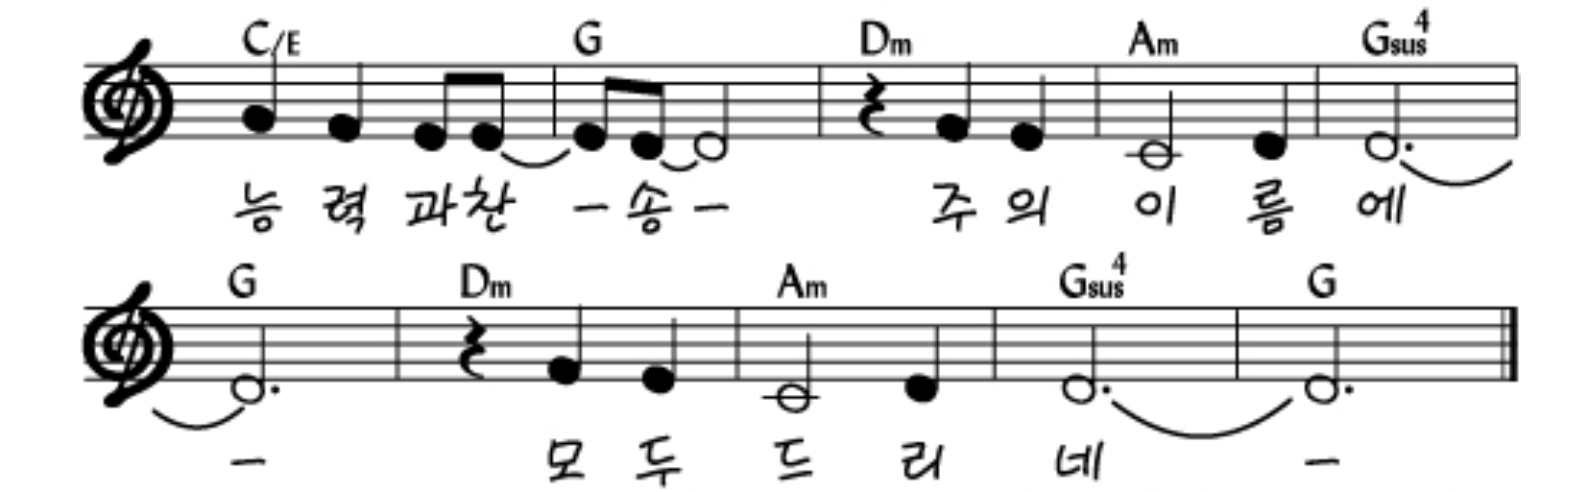 C/E G Dm Am Gsus4
능 력 과 찬 - 송 - 주 의 이 름 에
G Dm Am Gsus4 G
- 모 두 드 리 네 -